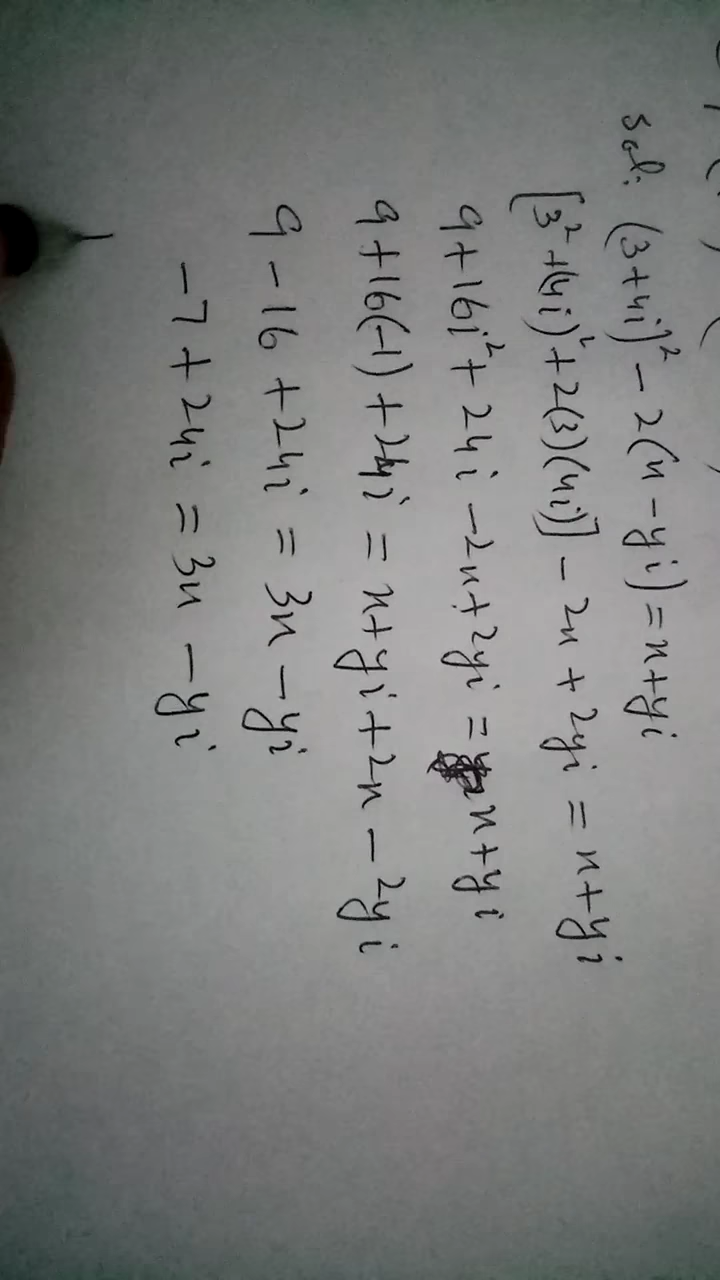 Sol: (3+4i)² - 2(x - yi) = x+yi
[3² + (4i)² + 2(3)(4i)] - 2x + 2yi = x + yi
9 + 16i² + 24i - 2x + 2yi = x + yi
9 + 16(-1) + 24i = x + yi + 2x - 2yi
9 - 16 + 24i = 3x - yi
-7 + 24i = 3x - yi